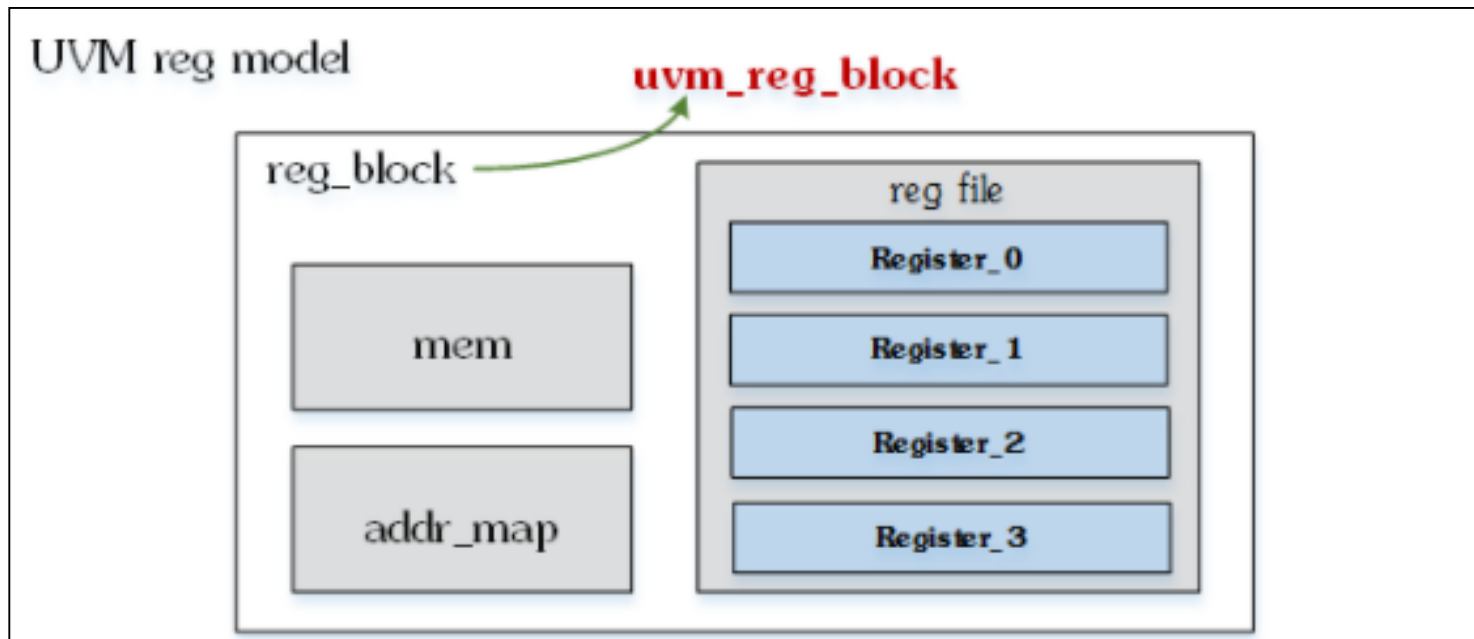 UVM reg model
uvm_reg_block
reg_block
reg file
Register_0
mem
Register_1
Register_2
addr_map
Register_3